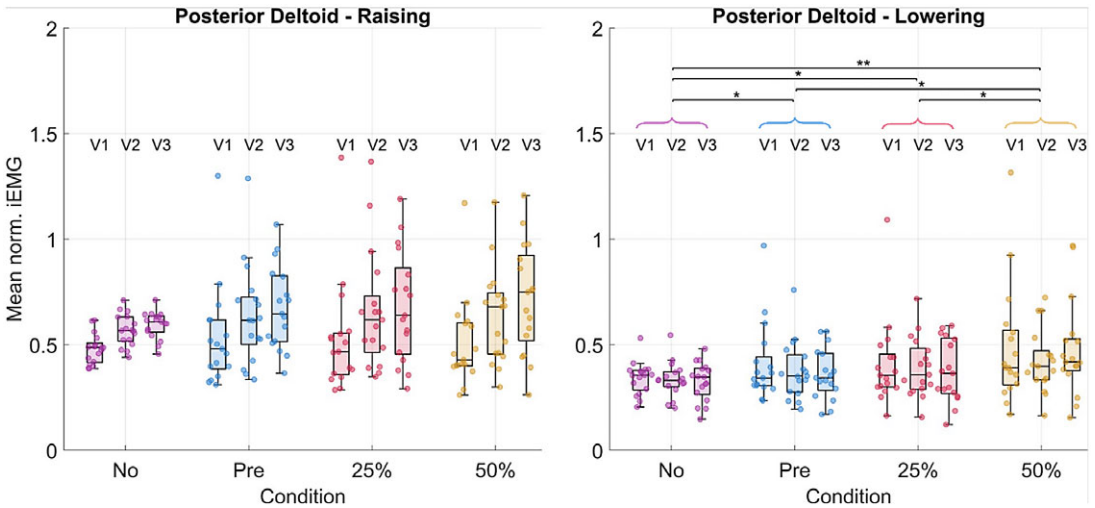 Posterior Deltoid - Raising
2
1.5
1
0.5
0
Mean norm. iEMG
V1 V2 V3 V1 V2 V3 V1 V2 V3 V1 V2 V3
No Pre 25% 50%
Condition
Posterior Deltoid - Lowering
2
1.5
1
0.5
0
**
*
*
* *
V1 V2 V3 V1 V2 V3 V1 V2 V3 V1 V2 V3
No Pre 25% 50%
Condition